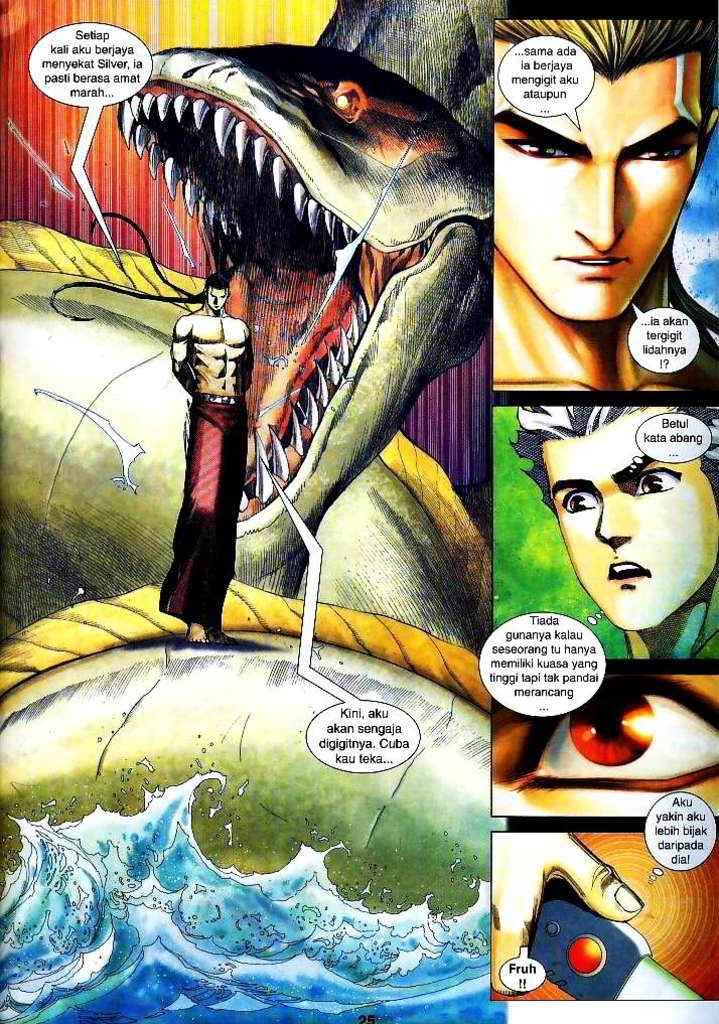 Setiap
kali aku berjaya
menyekat Silver, ia
pasti berasa amat
marah...
Kini, aku
akan sengaja
digigitnya. Cuba
kau teka...
...sama ada
ia berjaya
mengigit aku
ataupun
...
...ia akan
tergigit
lidahnya
!?
Betul
kata abang
...
Tiada
gunanya kalau
seseorang tu hanya
memiliki kuasa yang
tinggi tapi tak pandai
merancang
...
Aku
yakin aku
lebih bijak
daripada
dia!
Fruh
!!
25